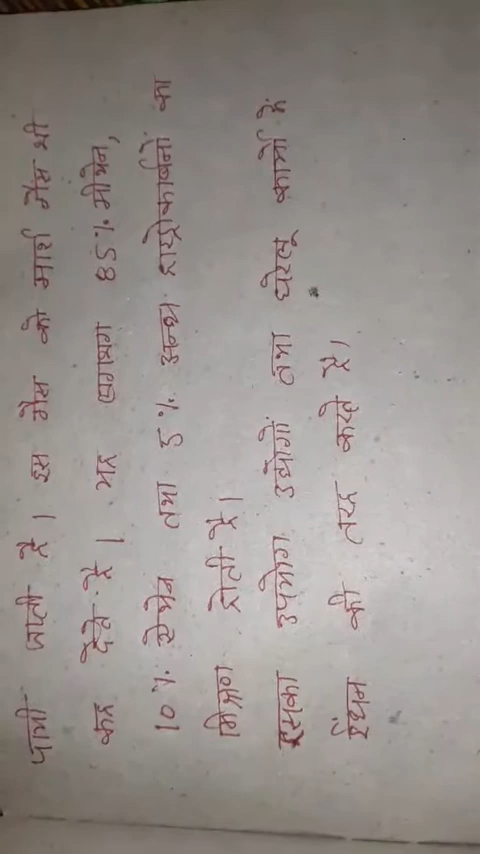 पायी जाती है। इस गैस को मार्श गैस भी
कह देते है। यह लगभग 85% मीथेन,
10% ऐथेन तथा 5% अन्य हाइड्रोकार्बनों का
मिश्रण होती है।
इसका उपयोग उद्योगों तथा घरेलू कार्यों में
ईंधन की तरह करते है।